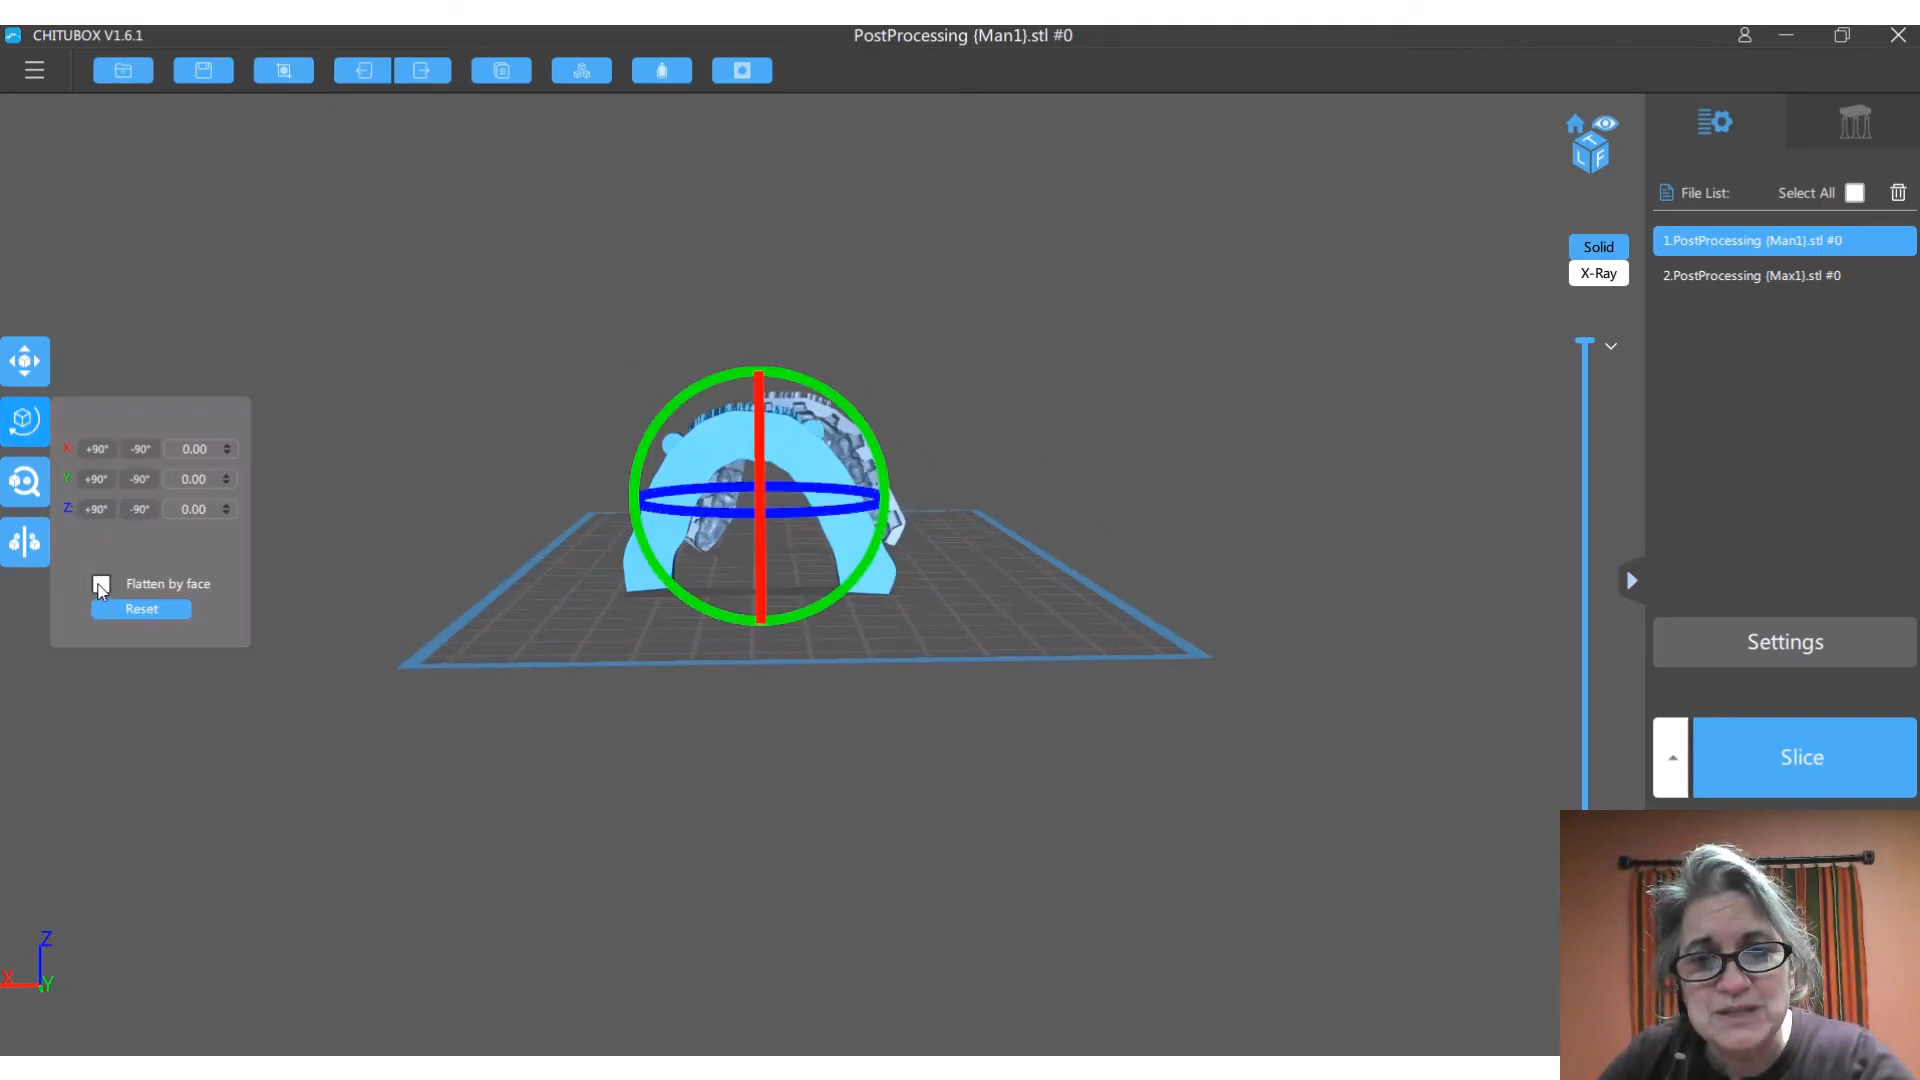 CHITUBOX V1.6.1
PostProcessing {Man1}.stl #0
File List:
Select All
1.PostProcessing {Man1}.stl #0
2.PostProcessing {Max1}.stl #0
T
L F
Solid
X-Ray
X: +90° -90° 0.00
Y: +90° -90° 0.00
Z: +90° -90° 0.00
Flatten by face
Reset
Settings
Slice
Z
X Y